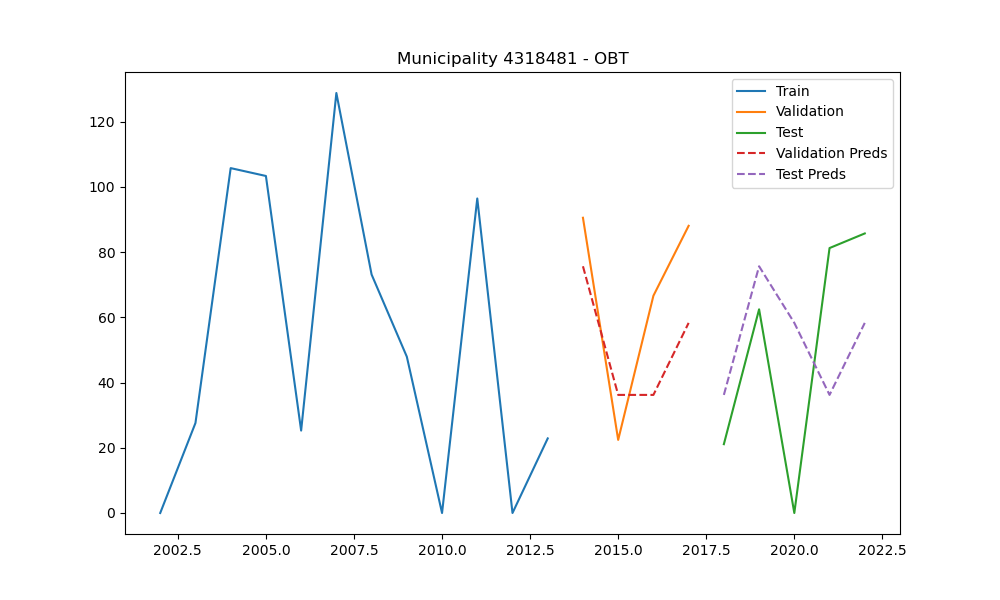 Municipality 4318481 - OBT
Train
Validation
Test
Validation Preds
Test Preds
120
100
80
60
40
20
0
2002.5 2005.0 2007.5 2010.0 2012.5 2015.0 2017.5 2020.0 2022.5